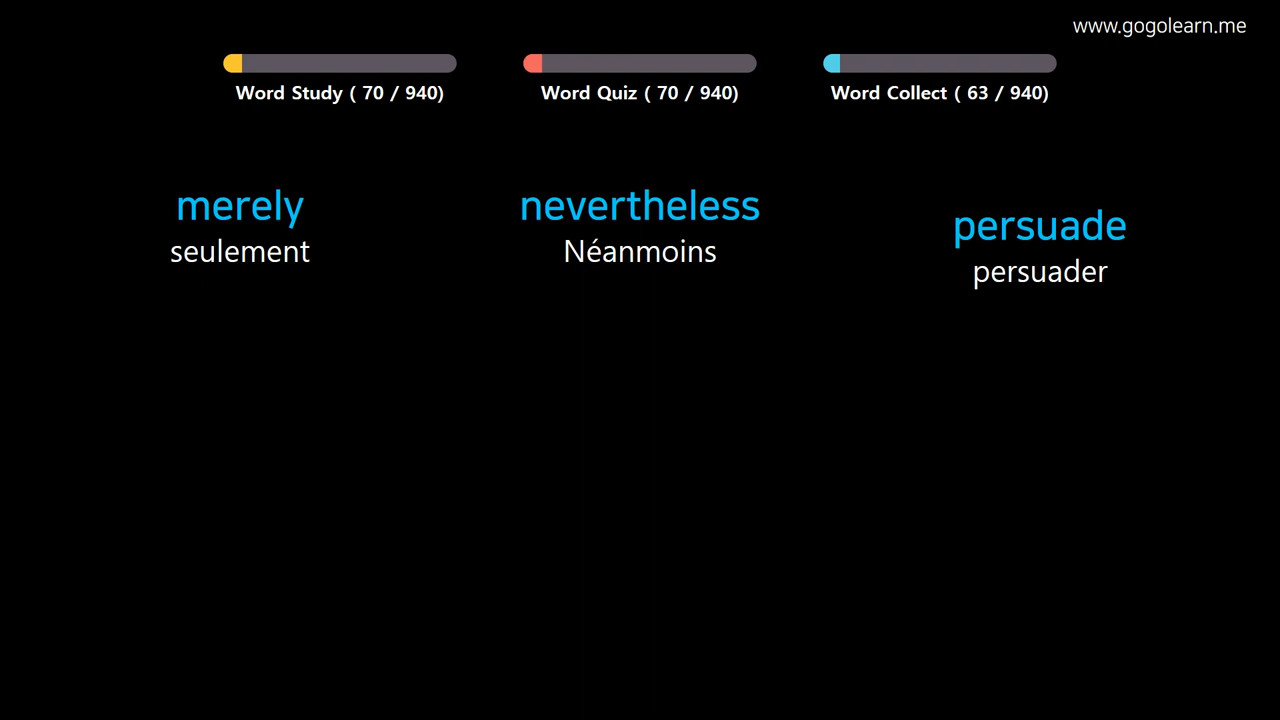 www.gogolearn.me
Word Study ( 70 / 940)
Word Quiz ( 70 / 940)
Word Collect ( 63 / 940)
merely
seulement
nevertheless
Néanmoins
persuade
persuader